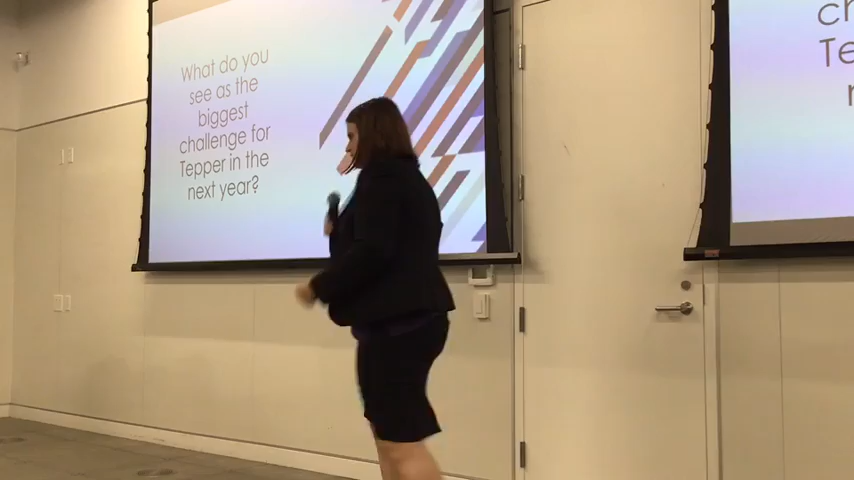 What do you
see as the
biggest
challenge for
Tepper in the
next year?